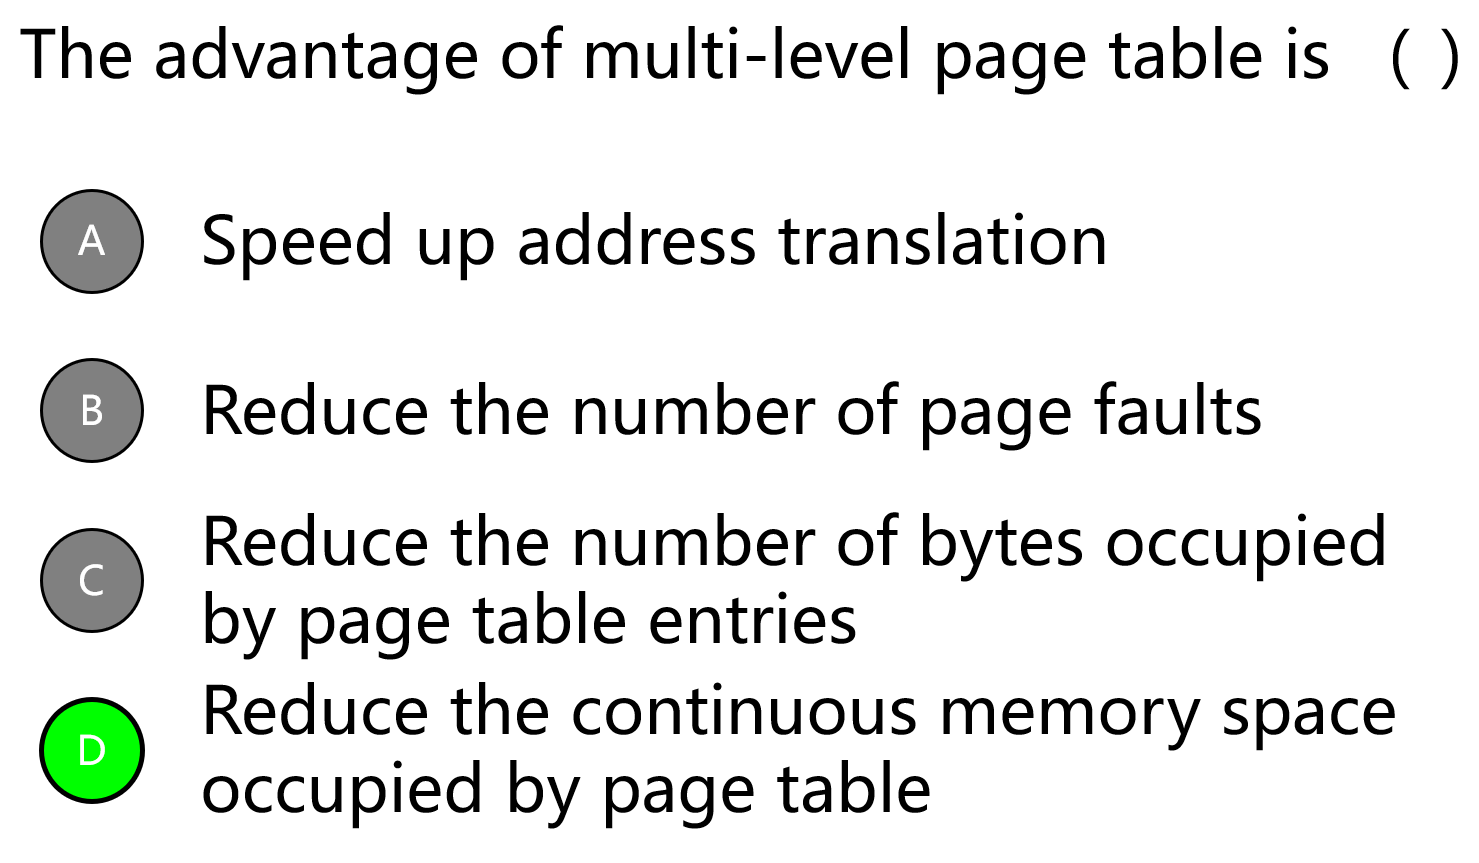 The advantage of multi-level page table is ( )
A Speed up address translation
B Reduce the number of page faults
C Reduce the number of bytes occupied
by page table entries
D Reduce the continuous memory space
occupied by page table